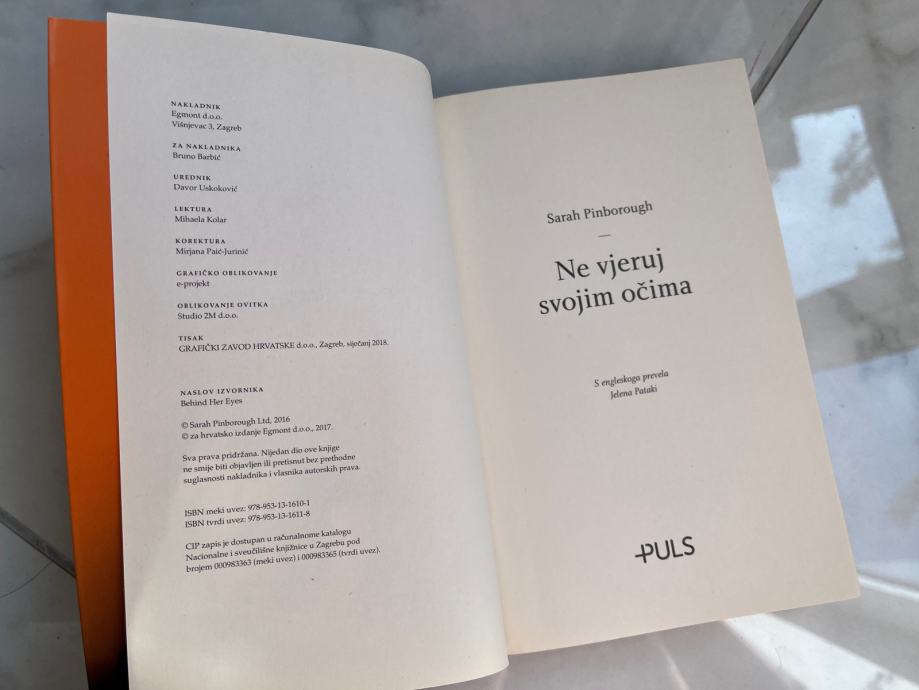 NAKLADNIK
Egmont d.o.o.
Višnjevac 3, Zagreb
ZA NAKLADNIKA
Bruno Barbić
UREDNIK
Davor Uskoković
LEKTURA
Mihaela Kolar
KOREKTURA
Mirjana Paić-Jurinić
GRAFIČKO OBLIKOVANJE
e-projekt
OBLIKOVANJE OVITKA
Studio 2M d.o.o.
TISAK
GRAFIČKI ZAVOD HRVATSKE d.o.o., Zagreb, siječanj 2018.
NASLOV IZVORNIKA
Behind Her Eyes
© Sarah Pinborough Ltd, 2016
© za hrvatsko izdanje Egmont d.o.o., 2017.
Sva prava pridržana. Nijedan dio ove knjige
ne smije biti objavljen ili pretisnut bez prethodne
suglasnosti nakladnika i vlasnika autorskih prava.
ISBN meki uvez: 978-953-13-1610-1
ISBN tvrdi uvez: 978-953-13-1611-8
CIP zapis je dostupan u računalnome katalogu
Nacionalne i sveučilišne knjižnice u Zagrebu pod
brojem 000983363 (meki uvez) i 000983365 (tvrdi uvez).
Sarah Pinborough
—
Ne vjeruj
svojim očima
S engleskoga prevela
Jelena Pataki
PULS